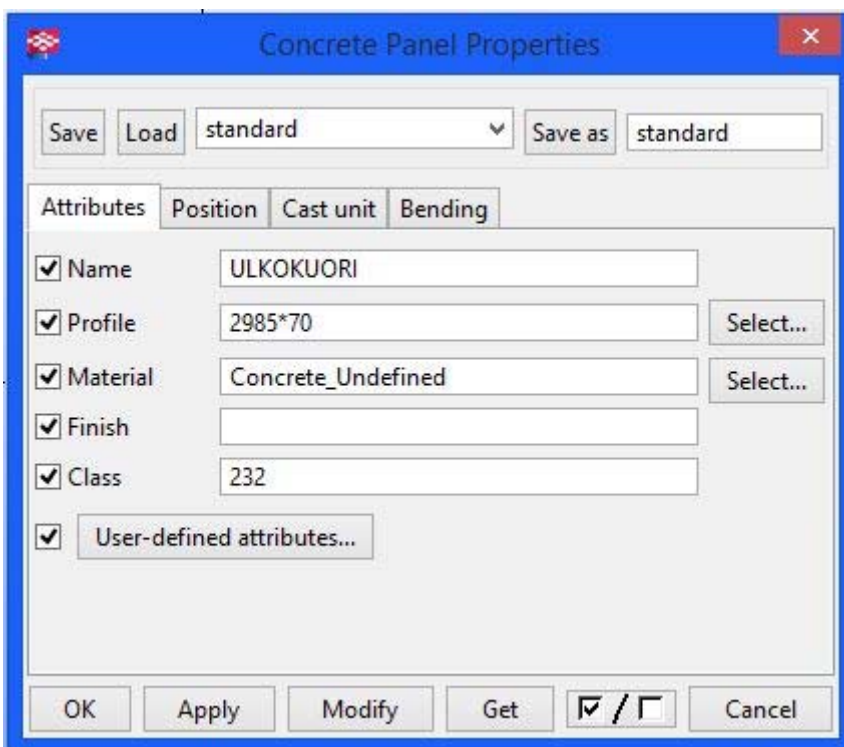 Concrete Panel Properties
Save Load standard Save as standard
Attributes Position Cast unit Bending
Name ULKOKUORI
Profile 2985*70 Select...
Material Concrete_Undefined Select...
Finish
Class 232
User-defined attributes...
OK Apply Modify Get / Cancel